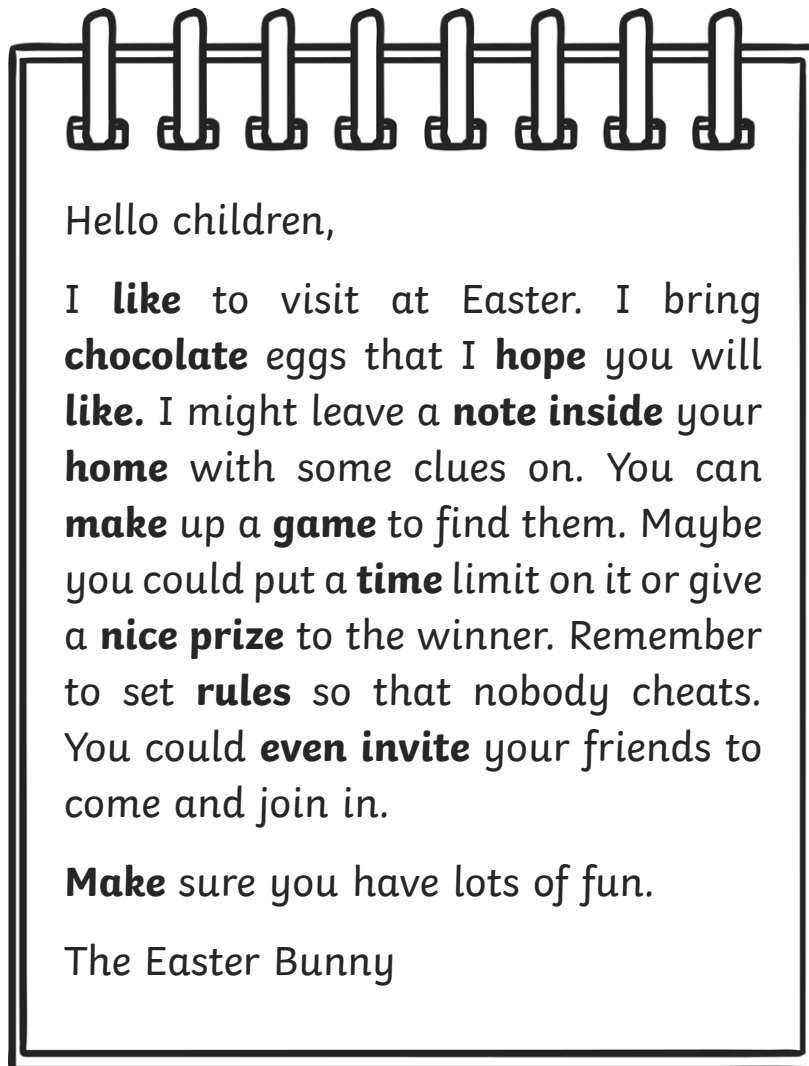 Hello children,
I like to visit at Easter. I bring
chocolate eggs that I hope you will
like. I might leave a note inside your
home with some clues on. You can
make up a game to find them. Maybe
you could put a time limit on it or give
a nice prize to the winner. Remember
to set rules so that nobody cheats.
You could even invite your friends to
come and join in.
Make sure you have lots of fun.
The Easter Bunny